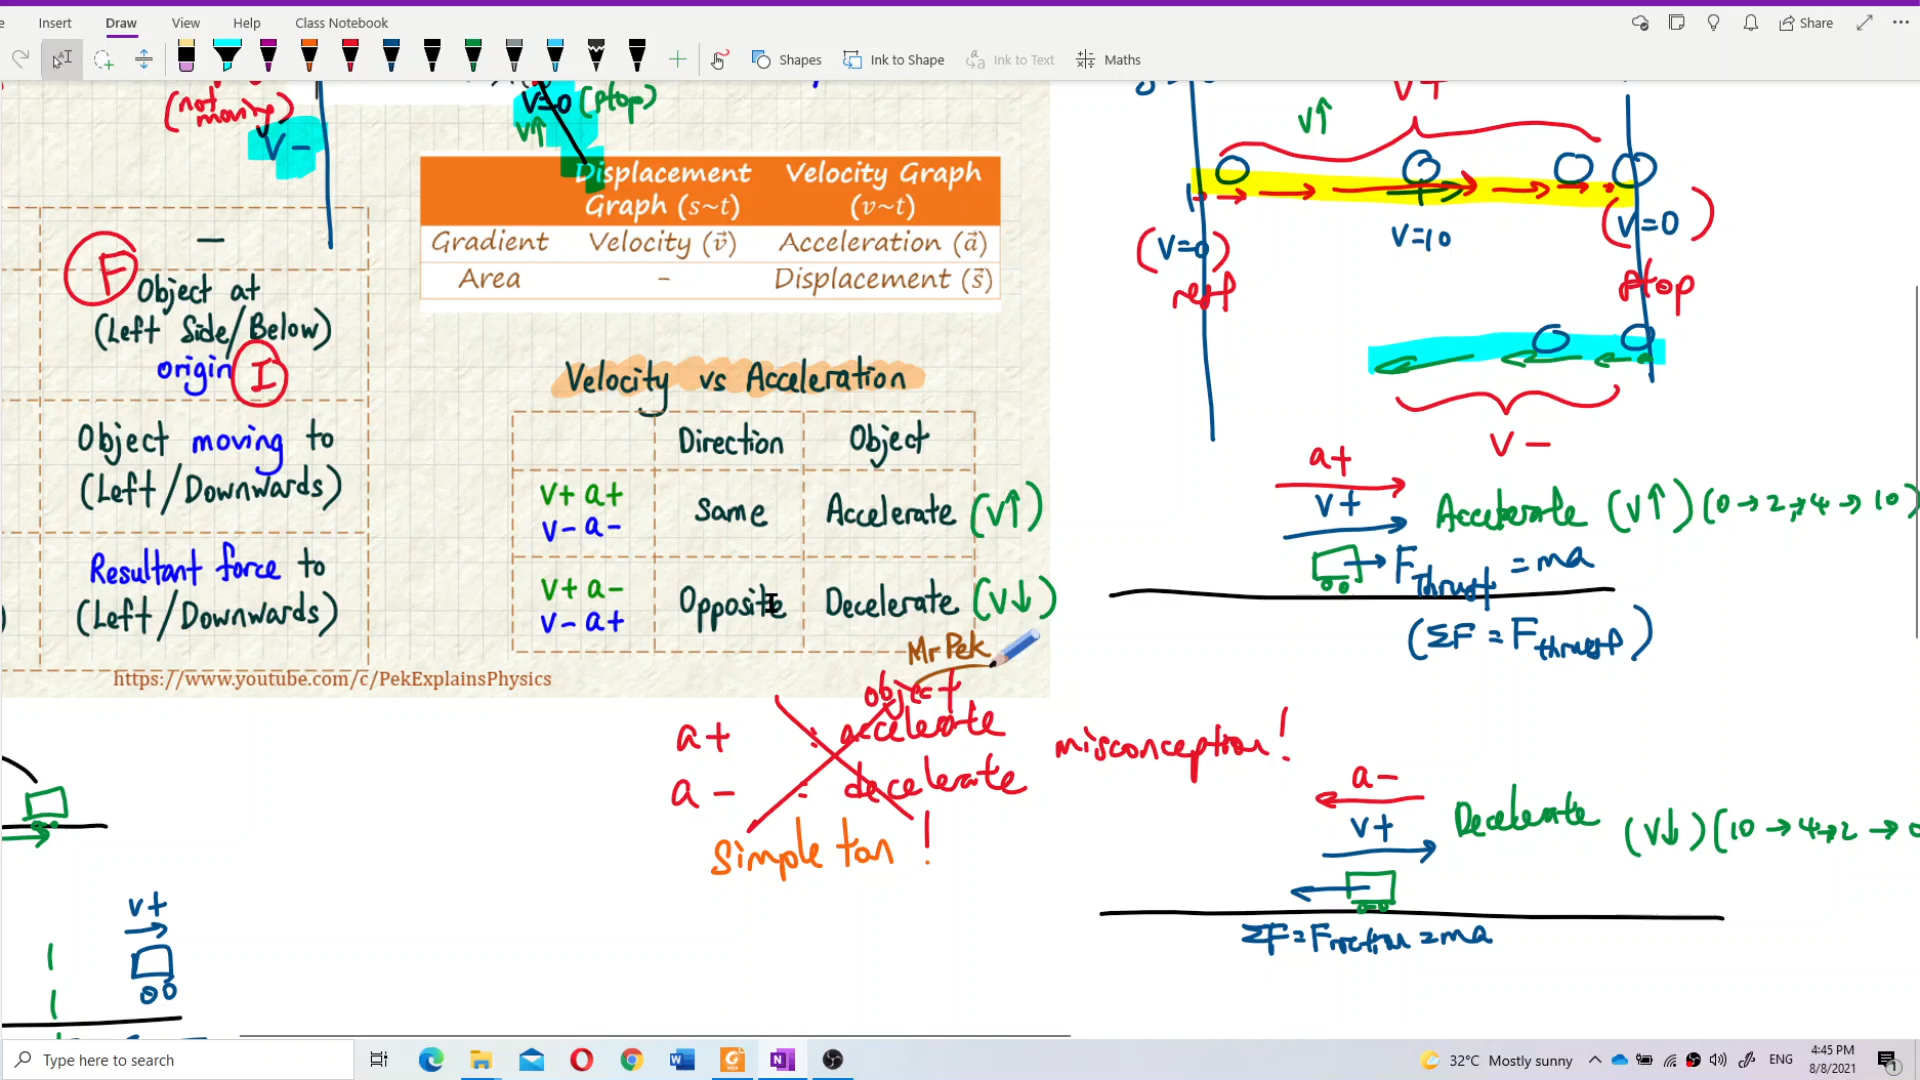 Insert Draw View Help Class Notebook
Share
Shapes
Ink to Shape
Ink to Text
Maths
(not moving)
V-
V=0 (stop)
V↑
Displacement Graph (s~t)
Velocity Graph (v~t)
Gradient Velocity (v⃗) Acceleration (a⃗)
Area - Displacement (s⃗)
F
-
Object at
(Left Side/Below)
origin
I
Object moving to
(Left/Downwards)
Resultant force to
(Left/Downwards)
https://www.youtube.com/c/PekExplainsPhysics
Velocity vs Acceleration
Direction Object
V+ a+
V- a-
Same
Accelerate (V↑)
V+ a-
V- a+
Opposite
Decelerate (V↓)
Mr Pek
object
a+ : accelerate
a- : decelerate
misconception!
Simple tan !
V+
V↑
(V=0)
rest
V=10
(V=0)
stop
V-
a+
V+
Accelerate (V↑)(0→2→4→10)
F thrust = ma
(ΣF = F thrust)
a-
V+
Decelerate
(V↓)(10→4→2→0
ΣF = Friction = ma
V+
Type here to search
32°C Mostly sunny
ENG
4:45 PM
8/8/2021
1